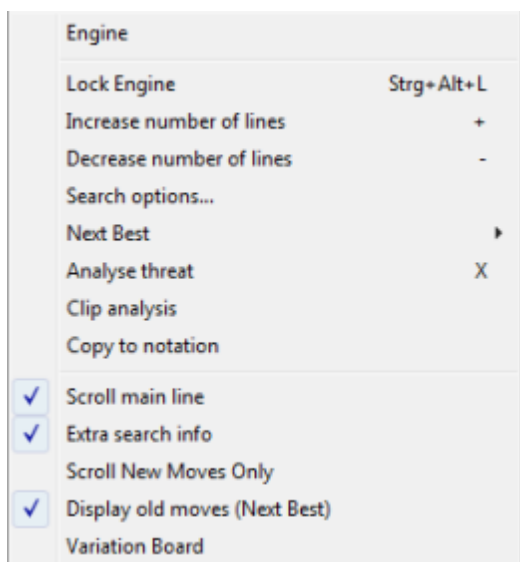 Engine
Lock Engine Strg+Alt+L
Increase number of lines +
Decrease number of lines -
Search options...
Next Best
Analyse threat X
Clip analysis
Copy to notation
Scroll main line
Extra search info
Scroll New Moves Only
Display old moves (Next Best)
Variation Board